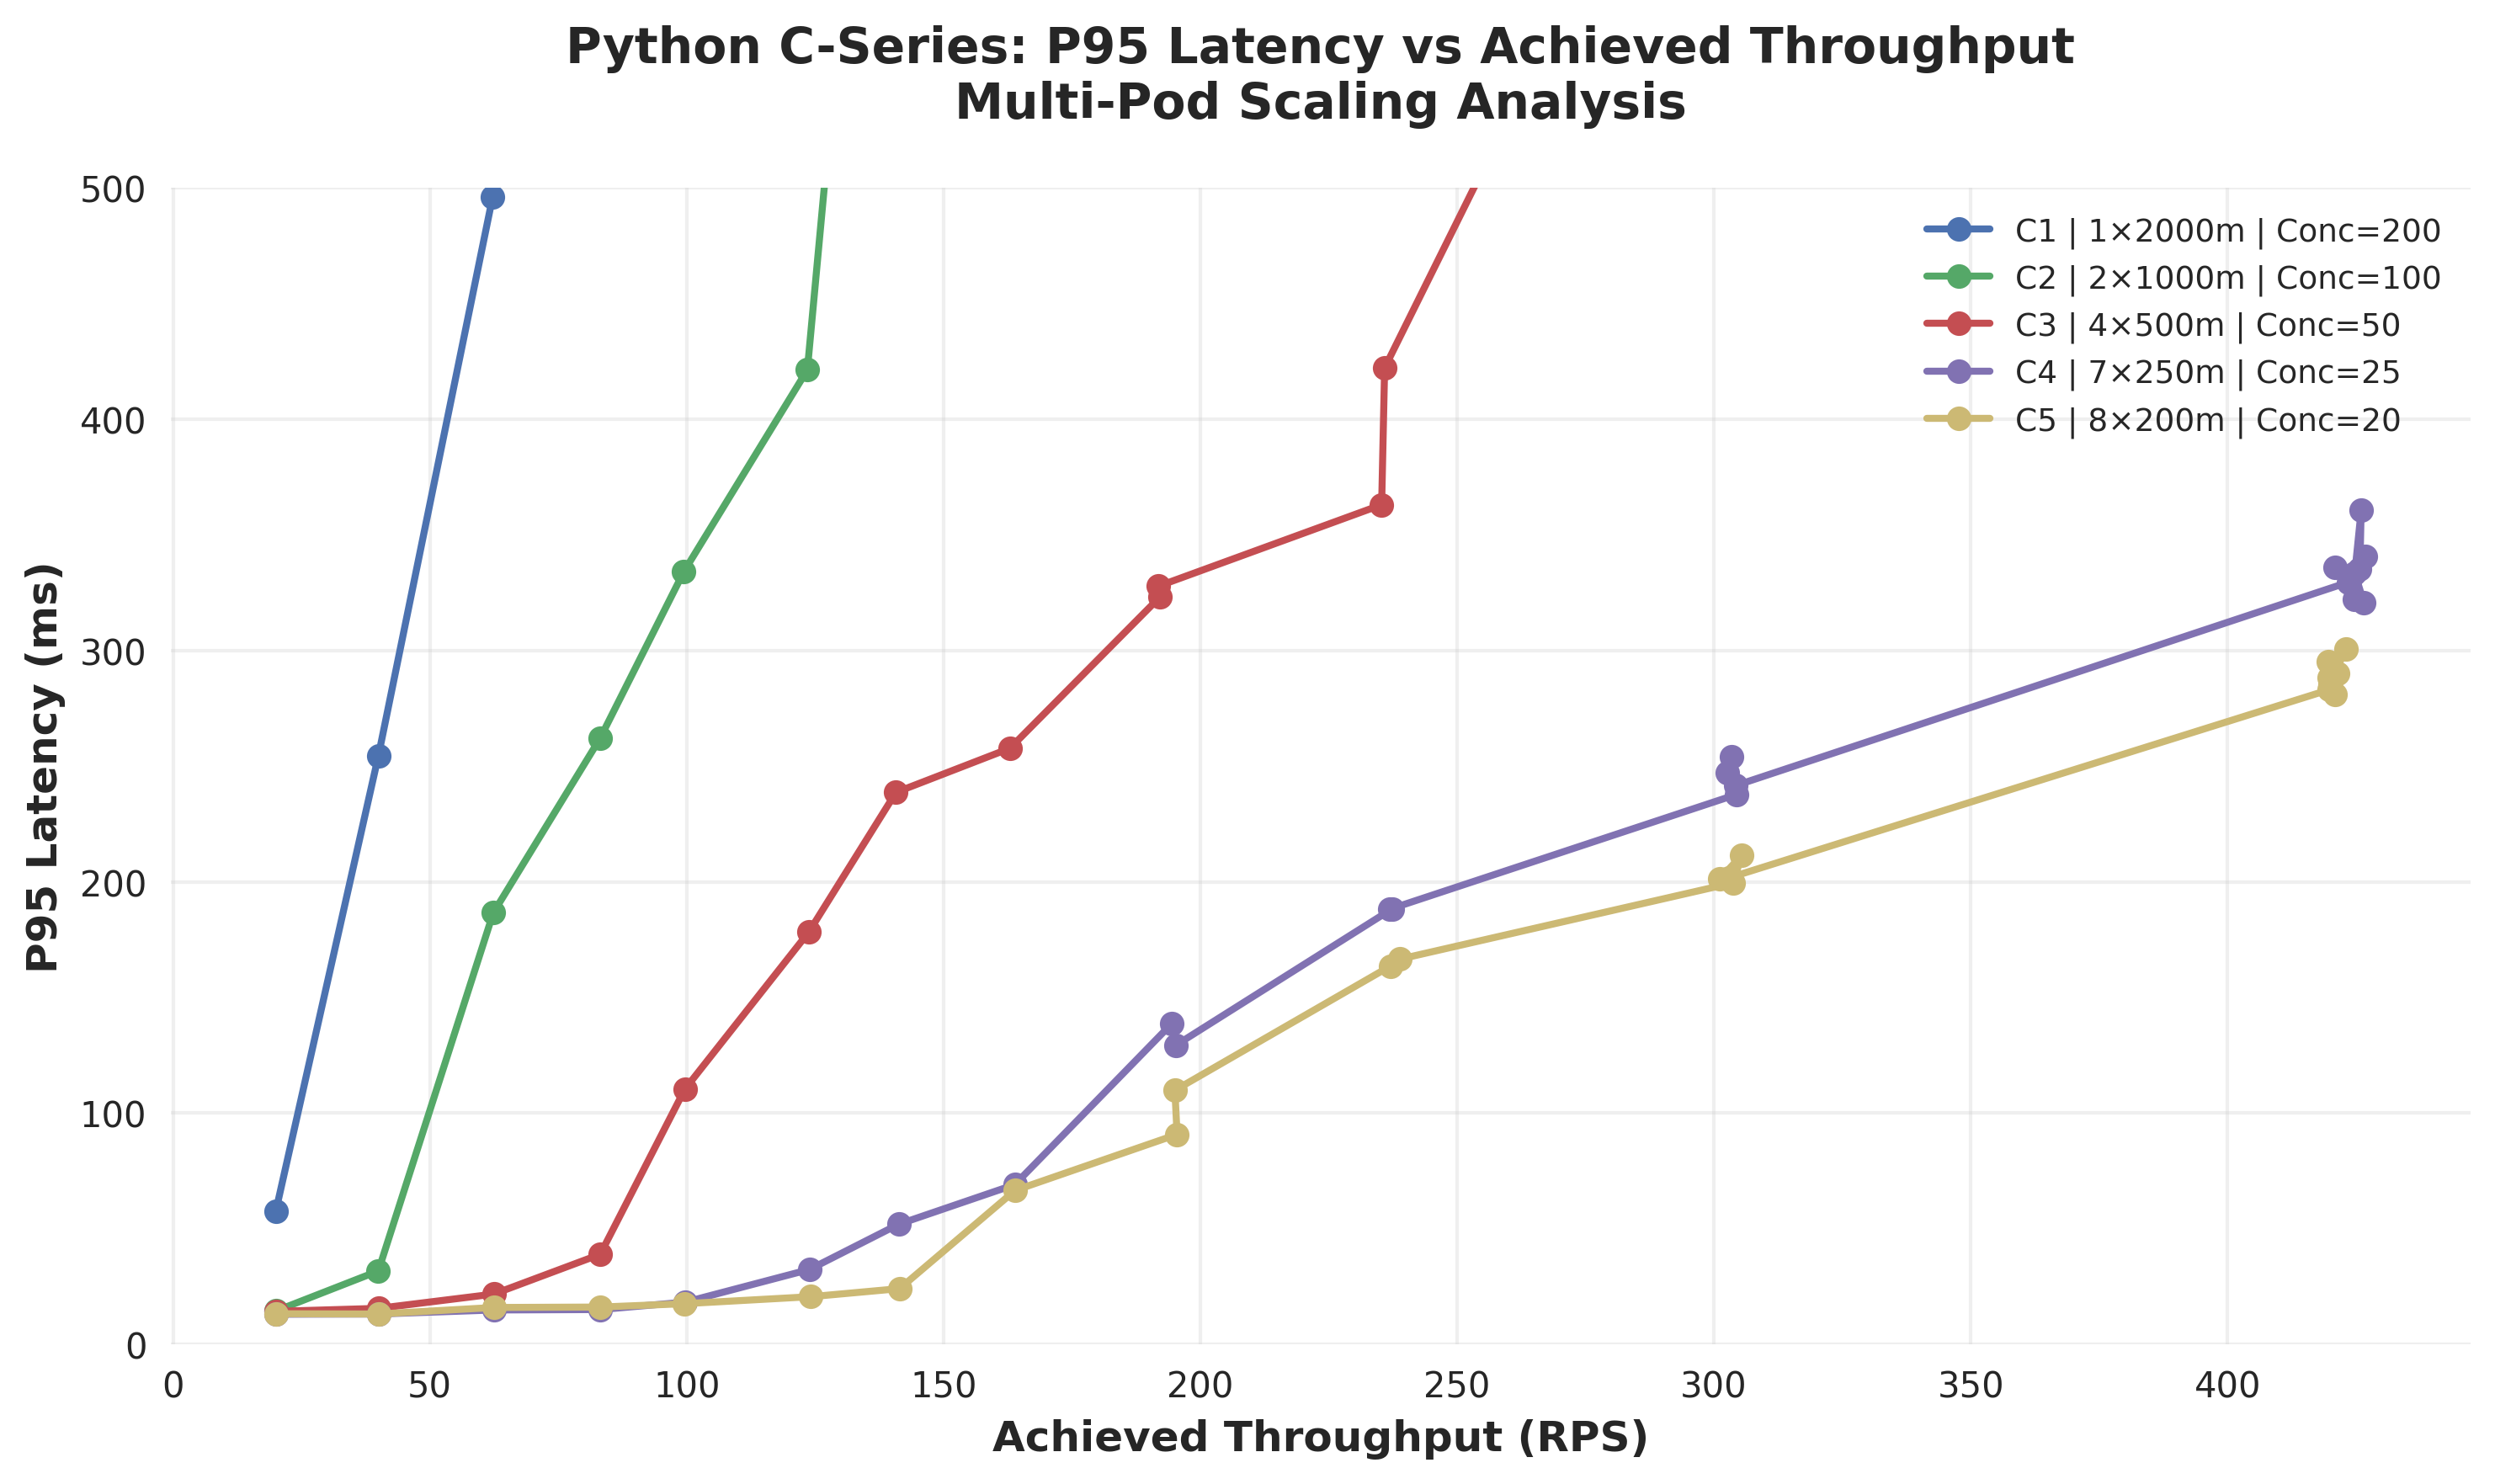 Python C-Series: P95 Latency vs Achieved Throughput
Multi-Pod Scaling Analysis
500
400
300
200
100
0
P95 Latency (ms)
C1 | 1×2000m | Conc=200
C2 | 2×1000m | Conc=100
C3 | 4×500m | Conc=50
C4 | 7×250m | Conc=25
C5 | 8×200m | Conc=20
0 50 100 150 200 250 300 350 400
Achieved Throughput (RPS)